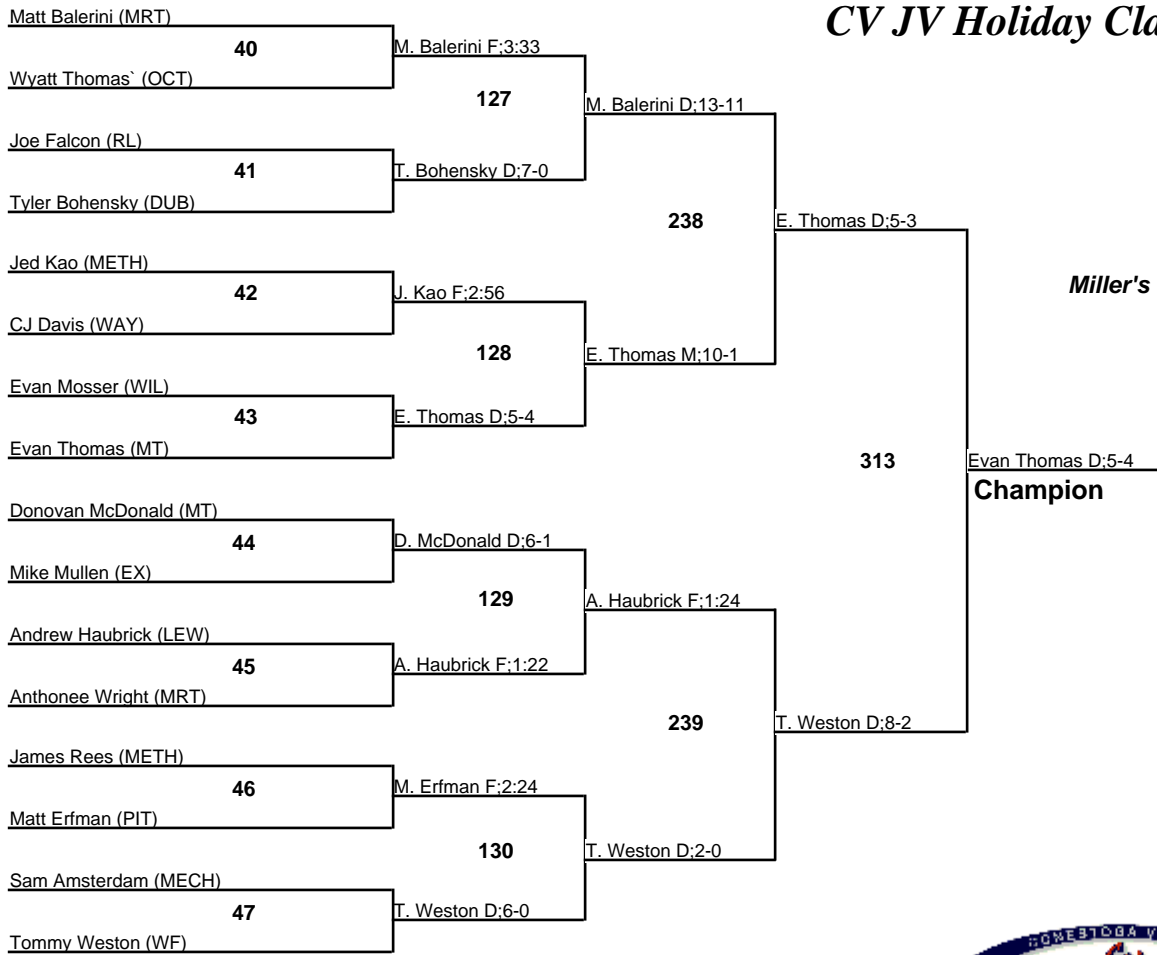 CV JV Holiday Cla
Matt Balerini (MRT)
40
M. Balerini F;3:33
Wyatt Thomas` (OCT)
127
M. Balerini D;13-11
Joe Falcon (RL)
41
T. Bohensky D;7-0
Tyler Bohensky (DUB)
238
E. Thomas D;5-3
Jed Kao (METH)
42
J. Kao F;2:56
Miller's
CJ Davis (WAY)
128
E. Thomas M;10-1
Evan Mosser (WIL)
43
E. Thomas D;5-4
Evan Thomas (MT)
313
Evan Thomas D;5-4
Champion
Donovan McDonald (MT)
44
D. McDonald D;6-1
Mike Mullen (EX)
129
A. Haubrick F;1:24
Andrew Haubrick (LEW)
45
A. Haubrick F;1:22
Anthonee Wright (MRT)
239
T. Weston D;8-2
James Rees (METH)
46
M. Erfman F;2:24
Matt Erfman (PIT)
130
T. Weston D;2-0
Sam Amsterdam (MECH)
47
T. Weston D;6-0
Tommy Weston (WF)
CONESTOGA V